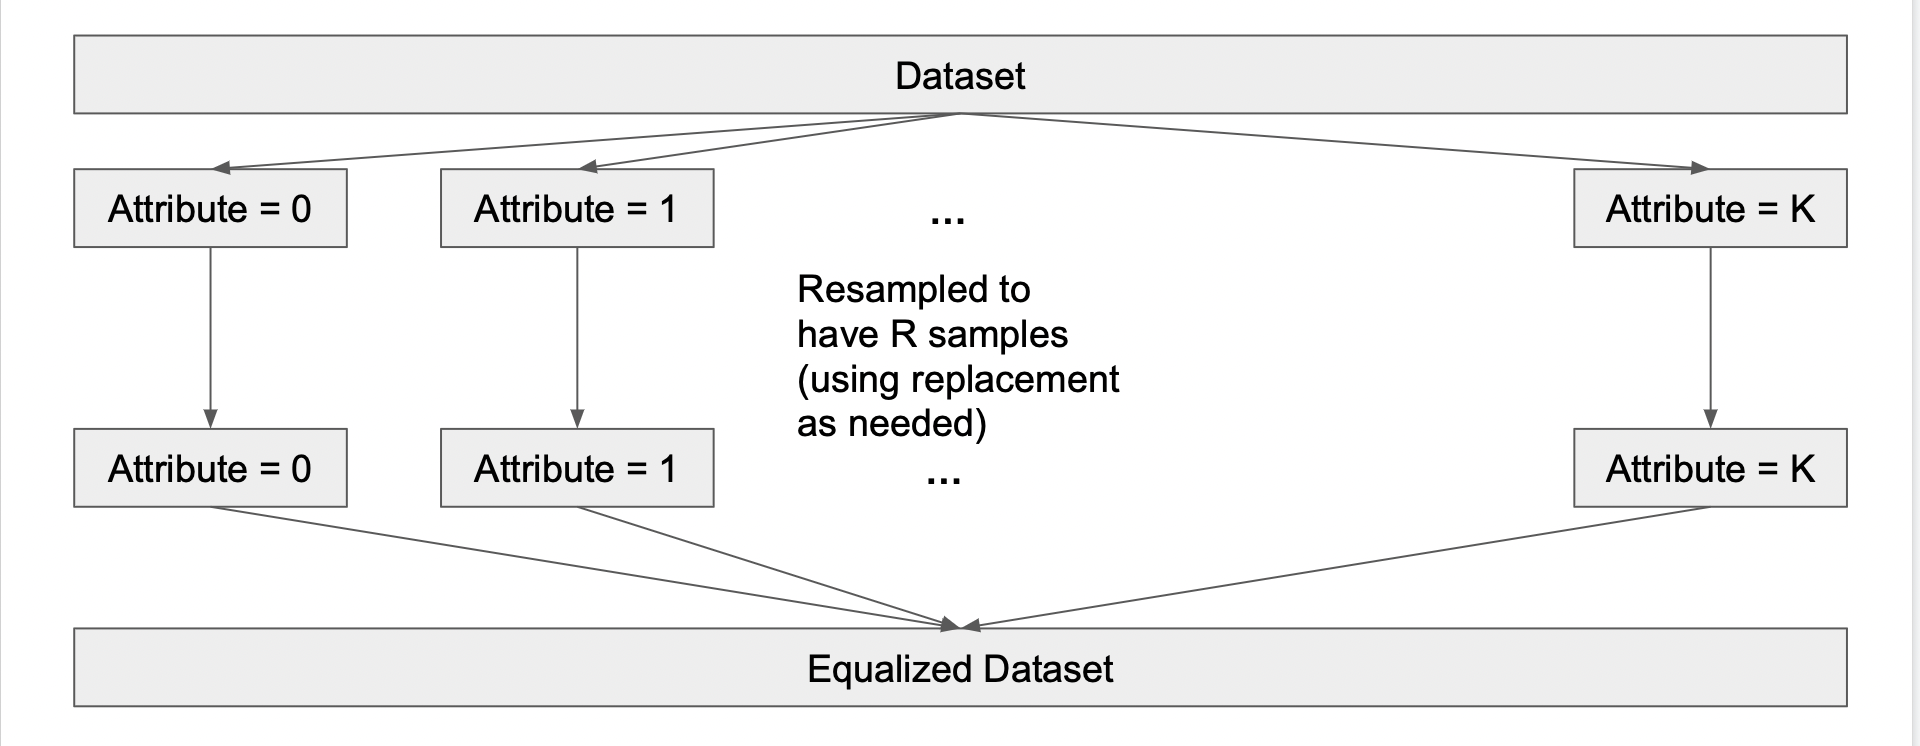 Dataset
Attribute = 0
Attribute = 1
...
Attribute = K
Resampled to
have R samples
(using replacement
as needed)
Attribute = 0
Attribute = 1
...
Attribute = K
Equalized Dataset